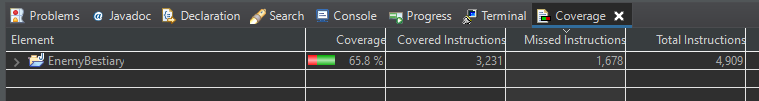 Problems Javadoc Declaration Search Console Progress Terminal Coverage
Element Coverage Covered Instructions Missed Instructions Total Instructions
EnemyBestiary 65.8 % 3,231 1,678 4,909